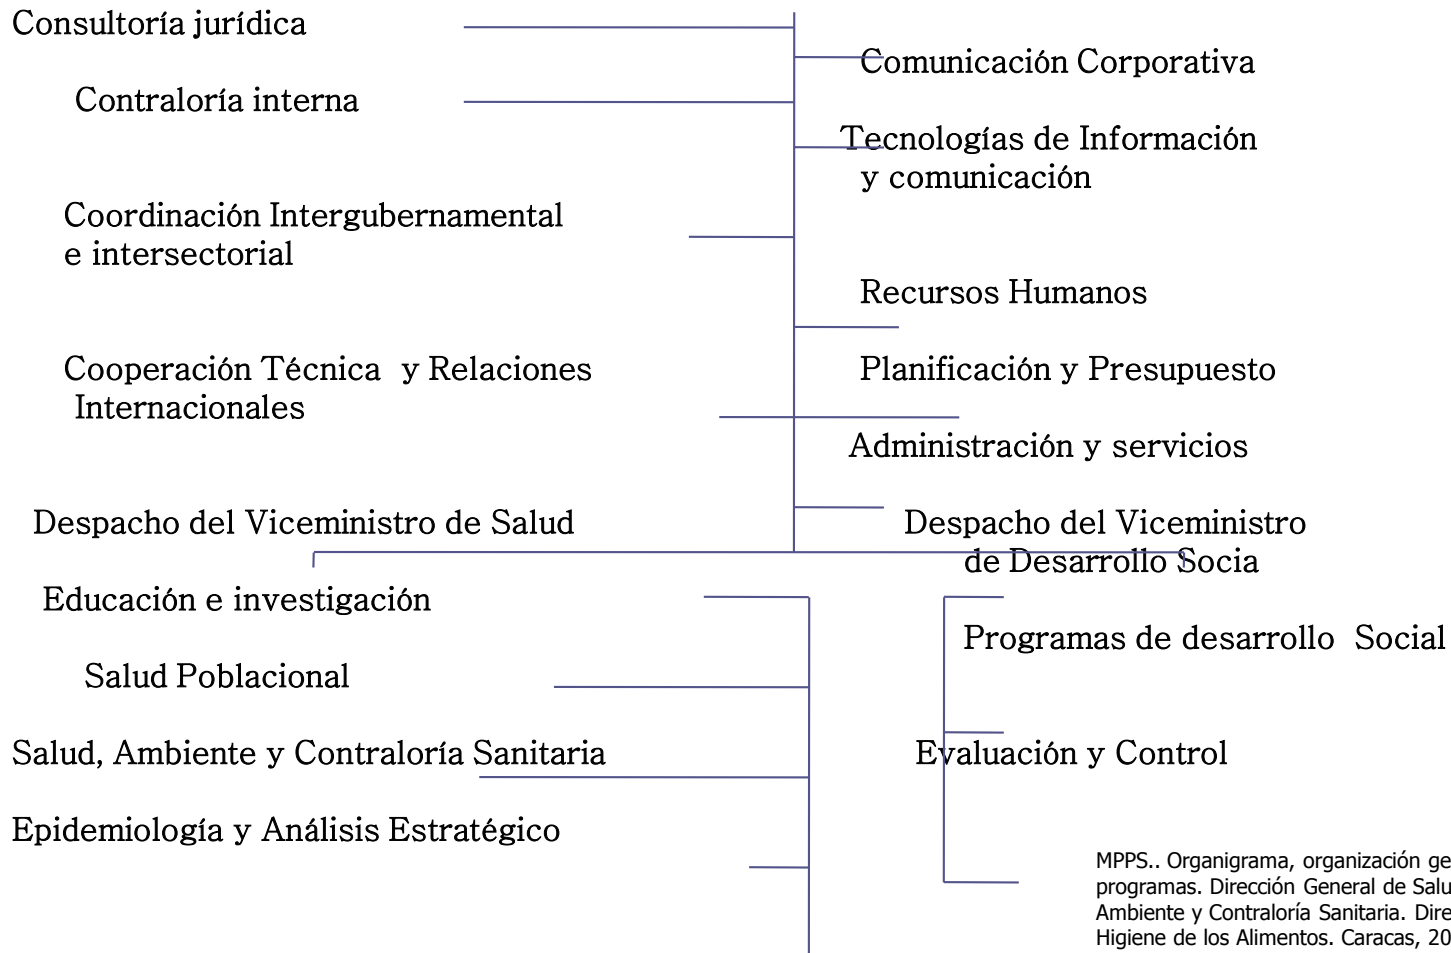 Consultoría jurídica
Comunicación Corporativa
Contraloría interna
Tecnologías de Información
y comunicación
Coordinación Intergubernamental
e intersectorial
Recursos Humanos
Cooperación Técnica y Relaciones
Internacionales
Planificación y Presupuesto
Administración y servicios
Despacho del Viceministro de Salud
Despacho del Viceministro
de Desarrollo Socia
Educación e investigación
Programas de desarrollo Social
Salud Poblacional
Salud, Ambiente y Contraloría Sanitaria
Evaluación y Control
Epidemiología y Análisis Estratégico
MPPS.. Organigrama, organización ge
programas. Dirección General de Salu
Ambiente y Contraloría Sanitaria. Dire
Higiene de los Alimentos. Caracas, 20